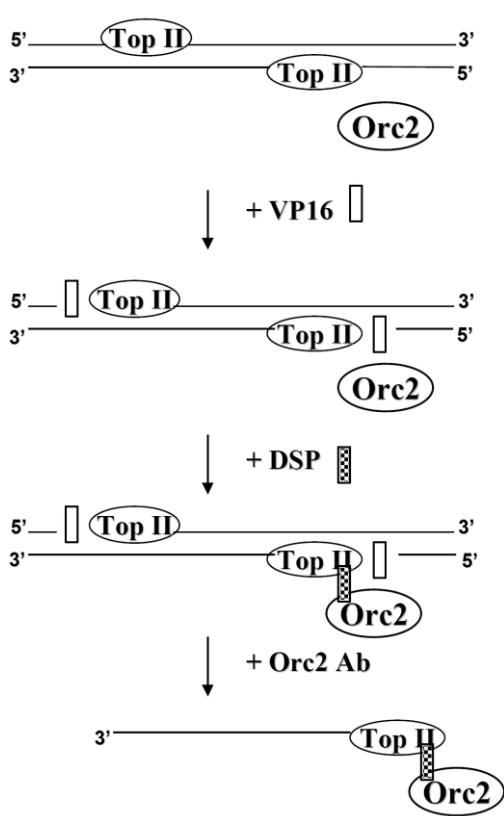 5’ Top II 3’
3’ Top II 5’
Orc2
+ VP16
5’ Top II 3’
3’ Top II 5’
Orc2
+ DSP
5’ Top II 3’
3’ Top II 5’
Orc2
+ Orc2 Ab
3’ Top II
Orc2